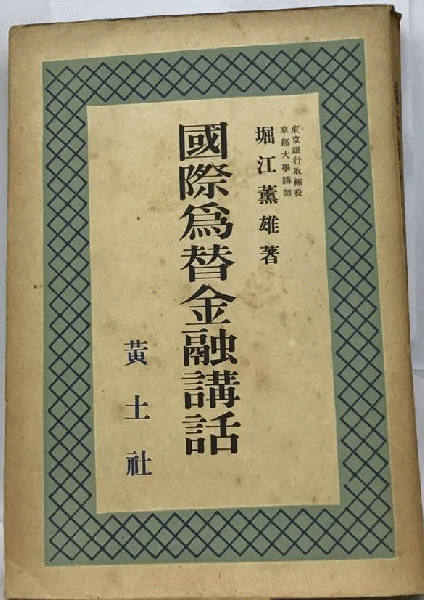 東京銀行取締役
京都大學講師
堀江薫雄著
國際爲替金融講話
黃土社